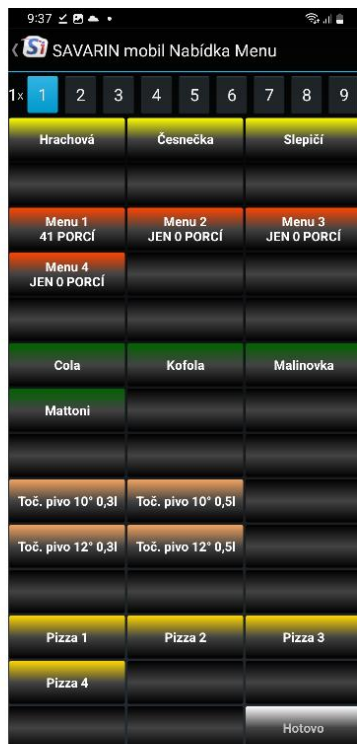 9:37
Si SAVARIN mobil Nabídka Menu
1x 1 2 3 4 5 6 7 8 9
Hrachová Česnečka Slepičí
Menu 1 Menu 2 Menu 3
41 PORCÍ JEN 0 PORCÍ JEN 0 PORCÍ
Menu 4
JEN 0 PORCÍ
Cola Kofola Malinovka
Mattoni
Toč. pivo 10° 0,3l Toč. pivo 10° 0,5l
Toč. pivo 12° 0,3l Toč. pivo 12° 0,5l
Pizza 1 Pizza 2 Pizza 3
Pizza 4
Hotovo